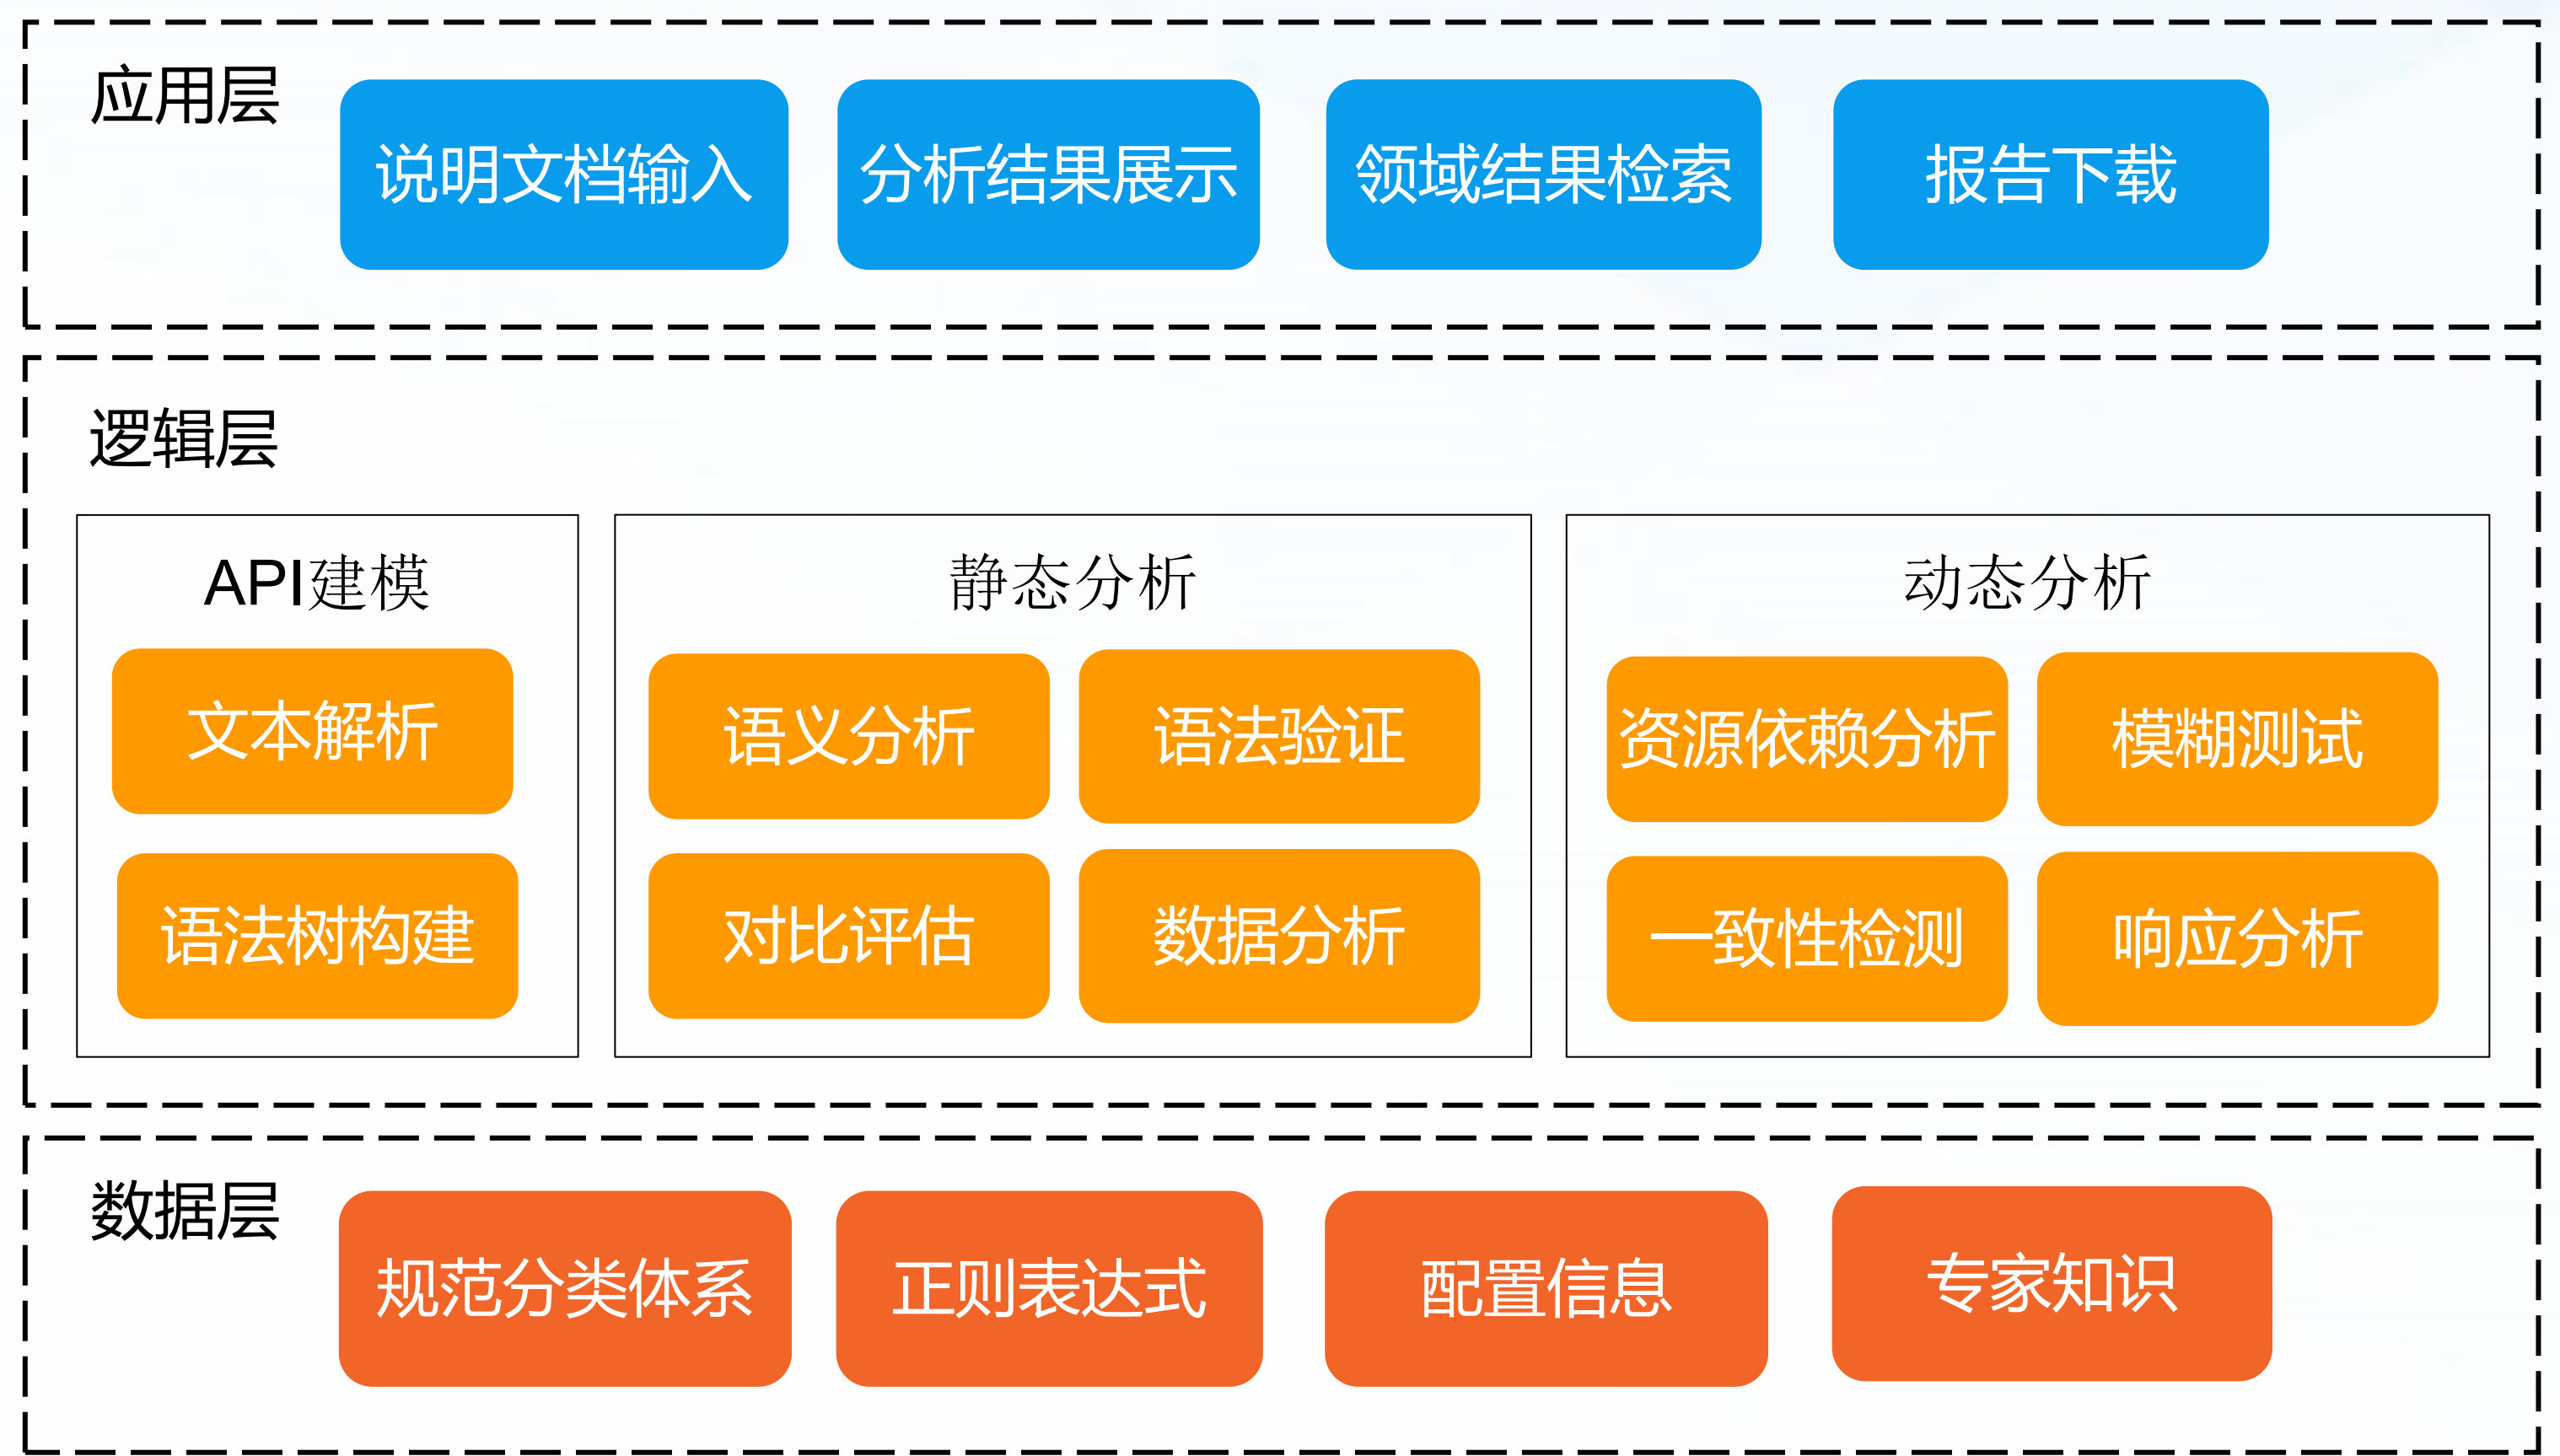 应用层
说明文档输入
分析结果展示
领域结果检索
报告下载
逻辑层
API建模
文本解析
语法树构建
静态分析
语义分析
语法验证
对比评估
数据分析
动态分析
资源依赖分析
模糊测试
一致性检测
响应分析
数据层
规范分类体系
正则表达式
配置信息
专家知识